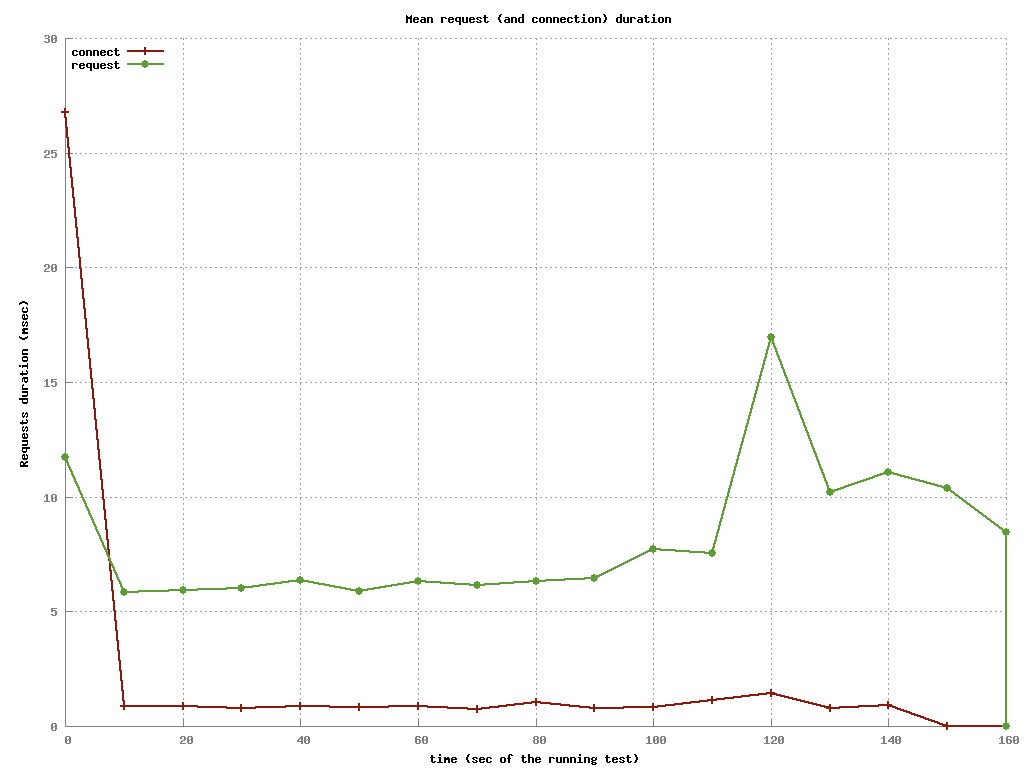 Mean request (and connection) duration
30
connect
request
25
20
15
10
5
0
Requests duration (msec)
0 20 40 60 80 100 120 140 160
time (sec of the running test)